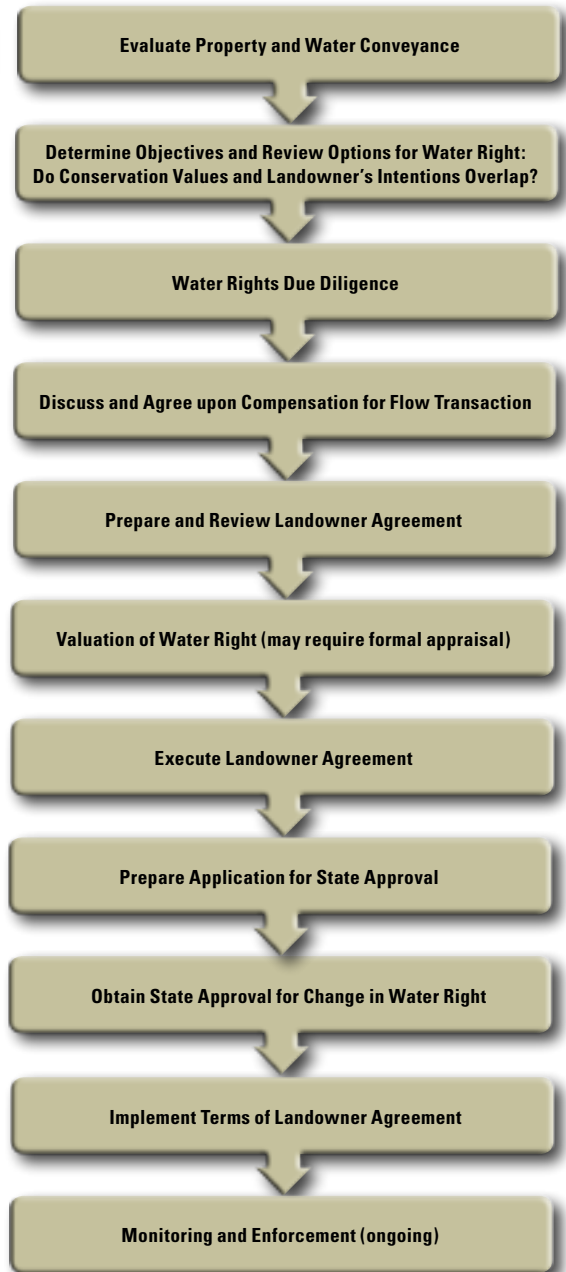 Evaluate Property and Water Conveyance
Determine Objectives and Review Options for Water Right:
Do Conservation Values and Landowner's Intentions Overlap?
Water Rights Due Diligence
Discuss and Agree upon Compensation for Flow Transaction
Prepare and Review Landowner Agreement
Valuation of Water Right (may require formal appraisal)
Execute Landowner Agreement
Prepare Application for State Approval
Obtain State Approval for Change in Water Right
Implement Terms of Landowner Agreement
Monitoring and Enforcement (ongoing)